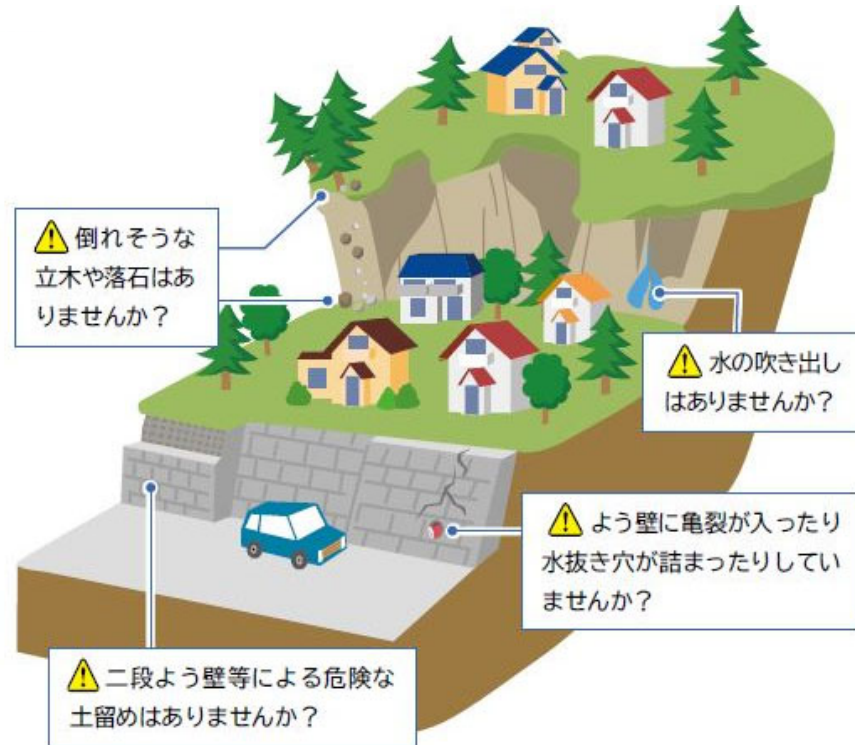 倒れそうな
立木や落石はあ
りませんか？
水の吹き出し
はありませんか？
よう壁に亀裂が入ったり
水抜き穴が詰まったりしてい
ませんか？
二段よう壁等による危険な
土留めはありませんか？